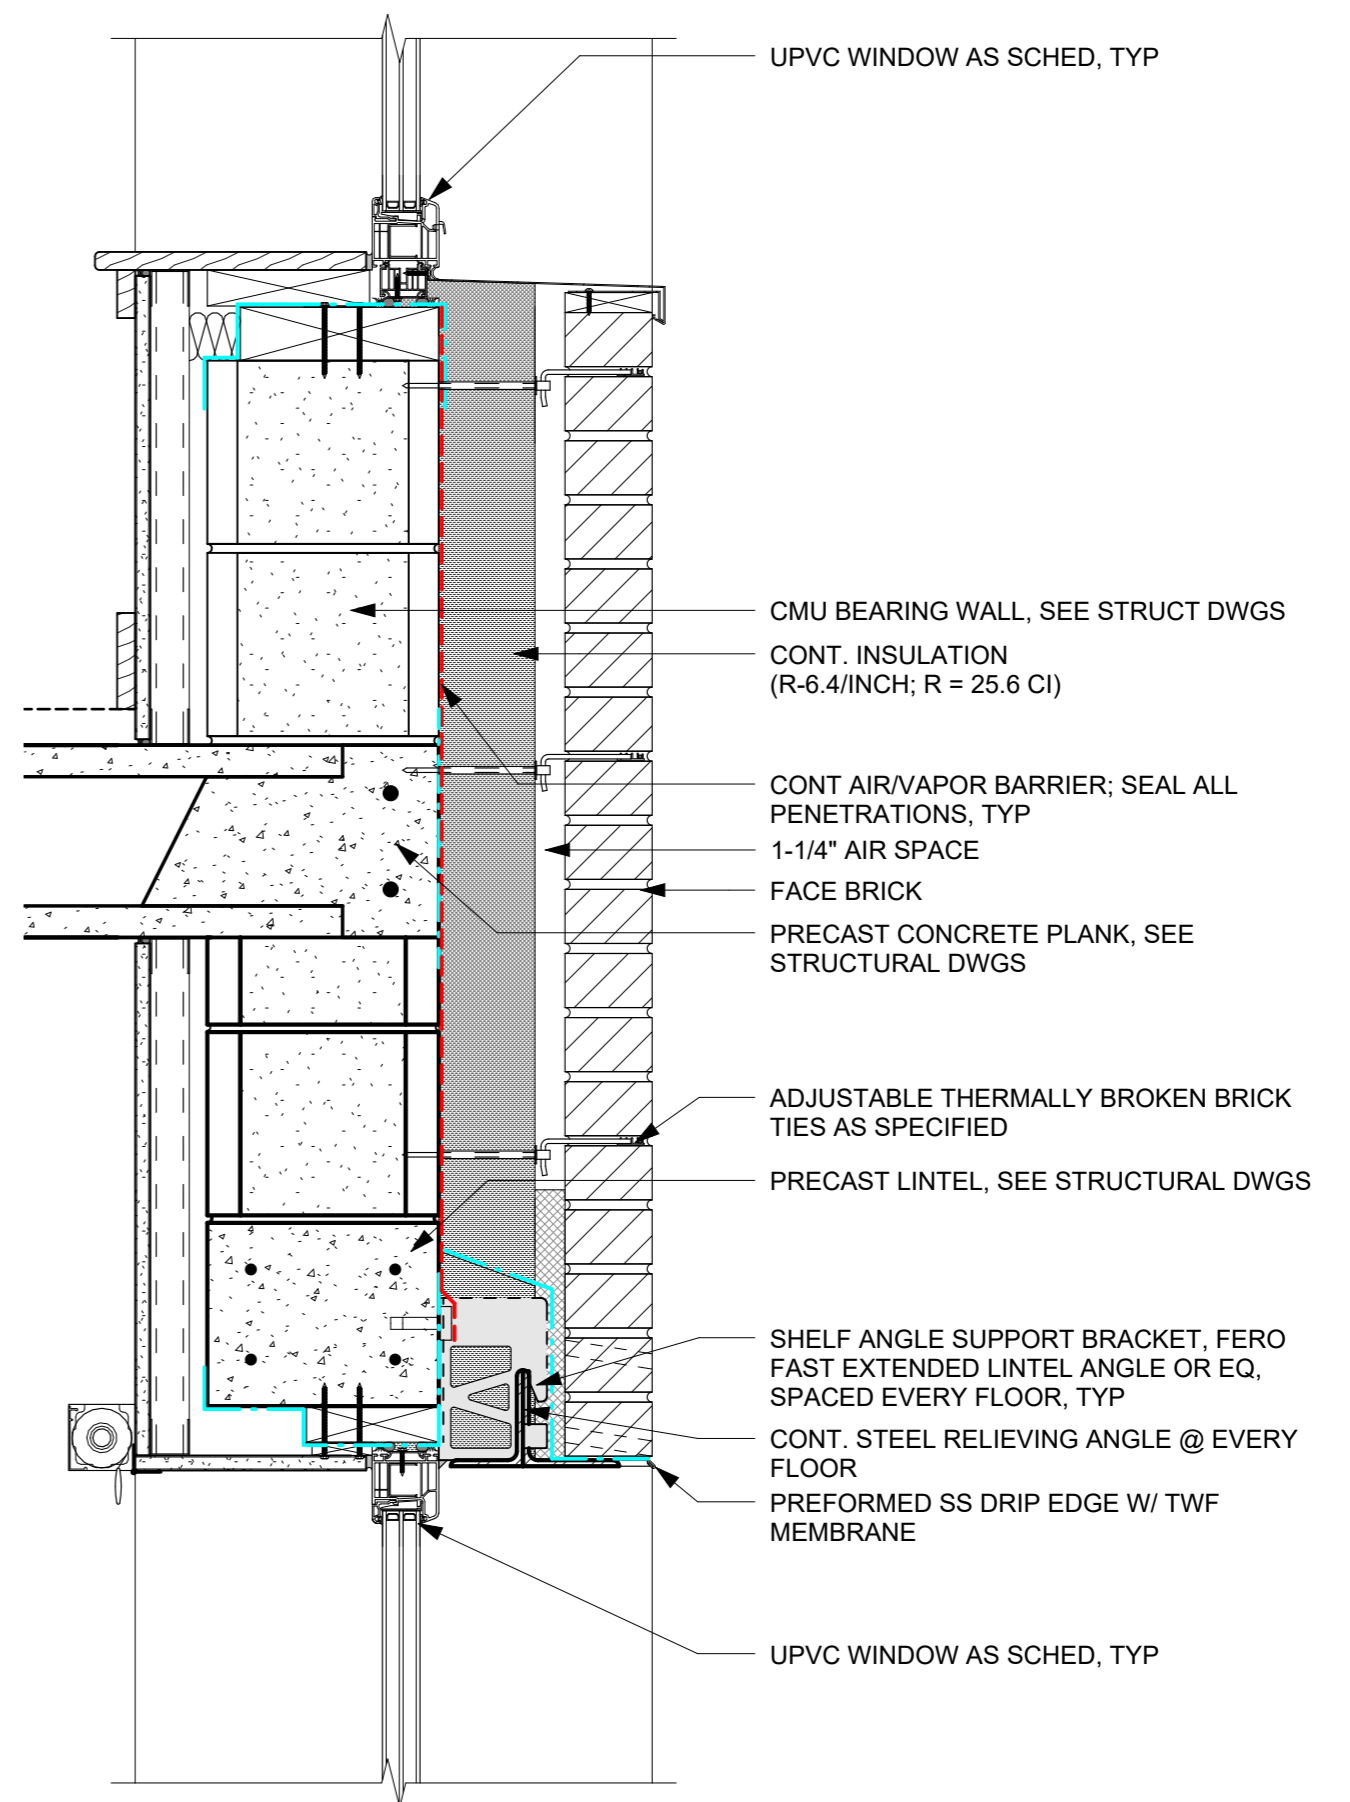 UPVC WINDOW AS SCHED, TYP
CMU BEARING WALL, SEE STRUCT DWGS
CONT. INSULATION
(R-6.4/INCH; R = 25.6 CI)
CONT AIR/VAPOR BARRIER; SEAL ALL
PENETRATIONS, TYP
1-1/4" AIR SPACE
FACE BRICK
PRECAST CONCRETE PLANK, SEE
STRUCTURAL DWGS
ADJUSTABLE THERMALLY BROKEN BRICK
TIES AS SPECIFIED
PRECAST LINTEL, SEE STRUCTURAL DWGS
SHELF ANGLE SUPPORT BRACKET, FERO
FAST EXTENDED LINTEL ANGLE OR EQ,
SPACED EVERY FLOOR, TYP
CONT. STEEL RELIEVING ANGLE @ EVERY
FLOOR
PREFORMED SS DRIP EDGE W/ TWF
MEMBRANE
UPVC WINDOW AS SCHED, TYP